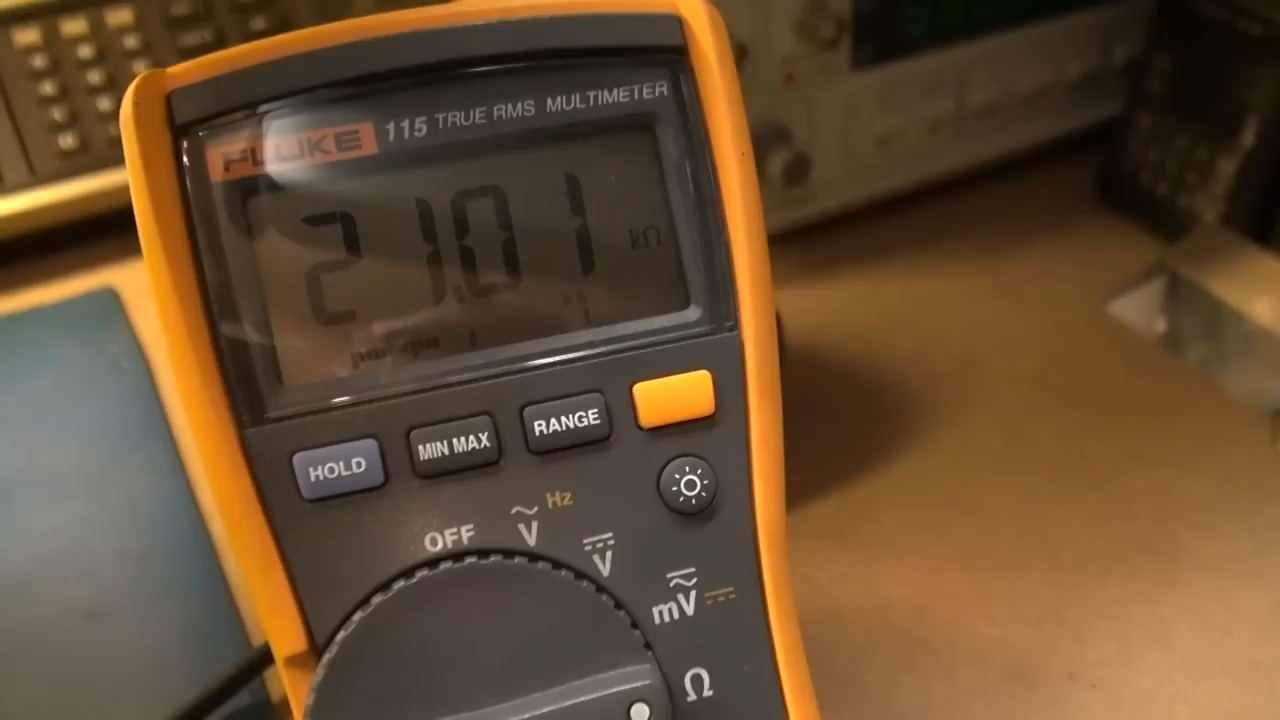 FLUKE 115 TRUE RMS MULTIMETER
21.01 kΩ
HOLD MIN MAX RANGE
OFF V Hz
V
mV
Ω